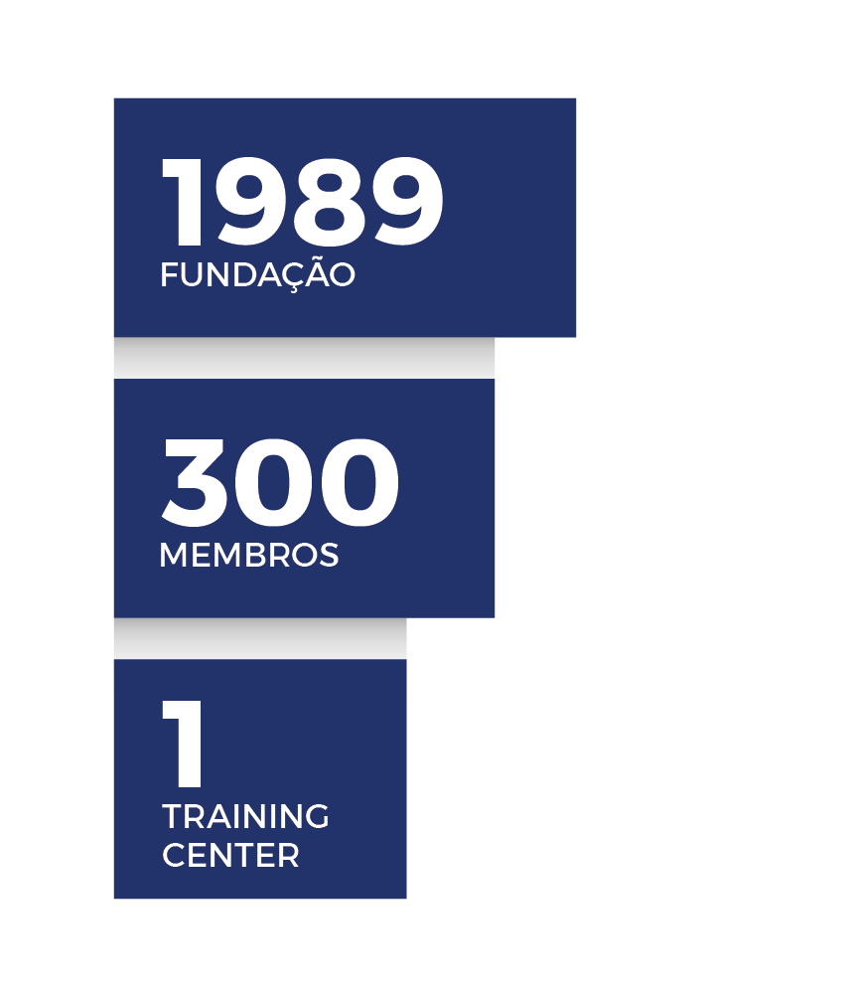 1989
FUNDAÇÃO
300
MEMBROS
1
TRAINING
CENTER